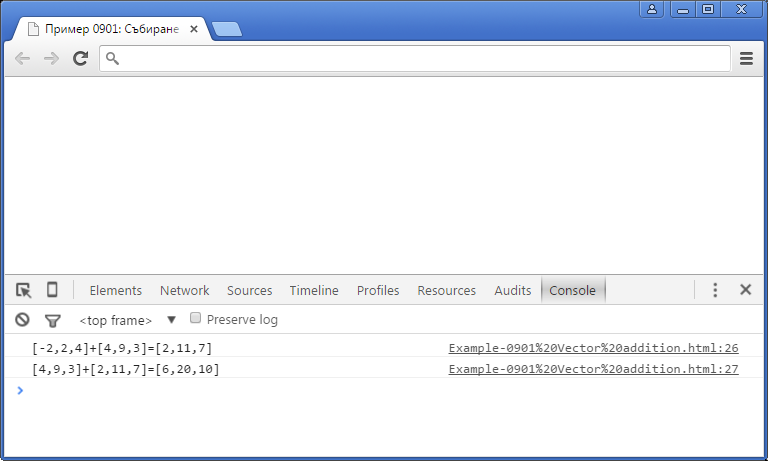 Пример 0901: Събиране
Elements Network Sources Timeline Profiles Resources Audits Console
<top frame> Preserve log
[-2,2,4]+[4,9,3]=[2,11,7] Example-0901%20Vector%20addition.html:26
[4,9,3]+[2,11,7]=[6,20,10] Example-0901%20Vector%20addition.html:27